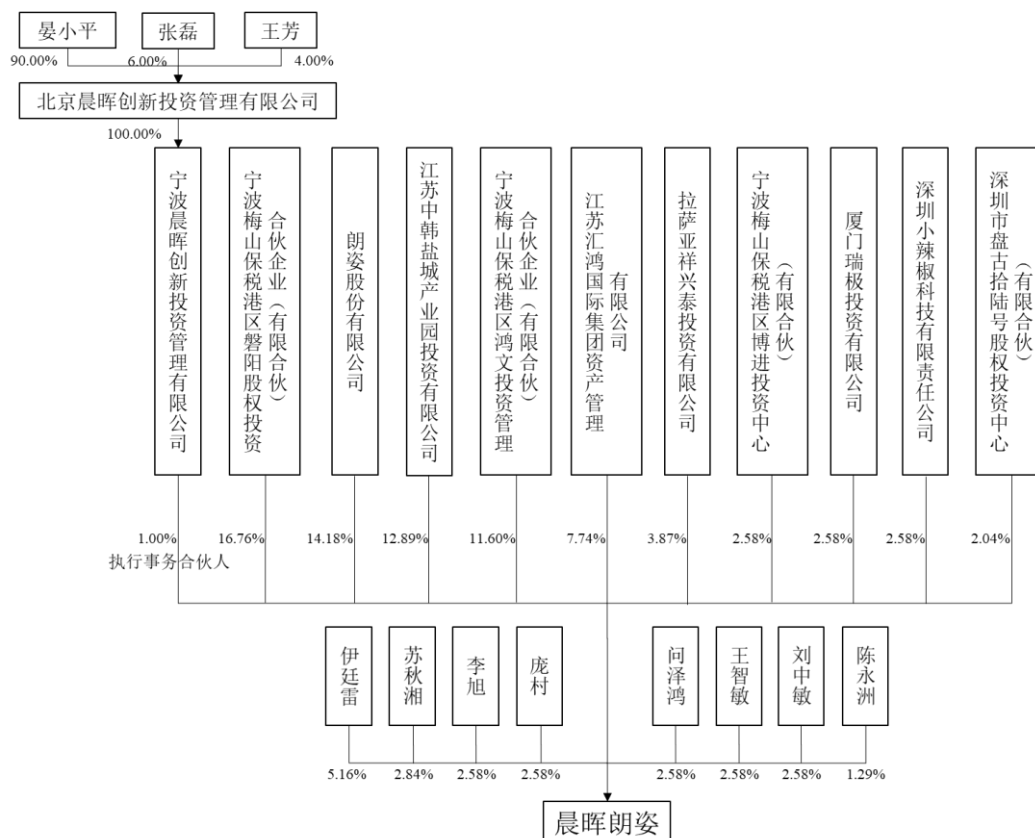 晏小平
张磊
王芳
90.00%
6.00%
4.00%
北京晨晖创新投资管理有限公司
100.00%
宁波晨晖创新投资管理有限公司
宁波梅山保税港区磐阳股权投资
合伙企业（有限合伙）
朗姿股份有限公司
江苏中韩盐城产业园投资有限公司
宁波梅山保税港区鸿文投资管理
合伙企业（有限合伙）
江苏汇鸿国际集团资产管理
有限公司
拉萨亚祥兴泰投资有限公司
宁波梅山保税港区博进投资中心
（有限合伙）
厦门瑞极投资有限公司
深圳小辣椒科技有限责任公司
深圳市盘古拾陆号股权投资中心
（有限合伙）
1.00%
16.76%
14.18%
12.89%
11.60%
7.74%
3.87%
2.58%
2.58%
2.58%
2.04%
执行事务合伙人
伊廷雷
苏秋湘
李旭
庞村
问泽鸿
王智敏
刘中敏
陈永洲
5.16%
2.84%
2.58%
2.58%
2.58%
2.58%
2.58%
1.29%
晨晖朗姿